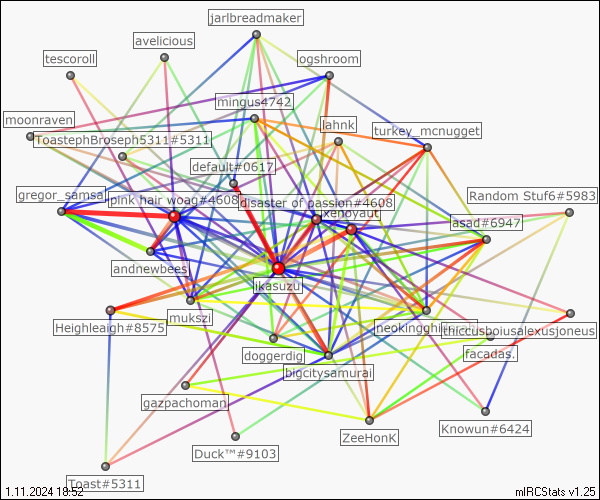 jarlbreadmaker
avelicious
tescoroll
ogshroom
mingus4742
moonraven
lahnk
turkey_mcnugget
ToastephBroseph5311#5311
default#0617
gregor_samsa
pink hair woag#4608
disaster of passion#4608
Random Stuf6#5983
xenoyaut
asad#6947
andnewbees
likasuzu
mukszi
Heighleaigh#8575
thiccusboiusalexusjoneus
doggerdig
facadas.
bigcitysamurai
gazpachoman
Knowun#6424
ZeeHonK
Duck™#9103
Toast#5311
1.11.2024 18:52
mIRCStats v1.25